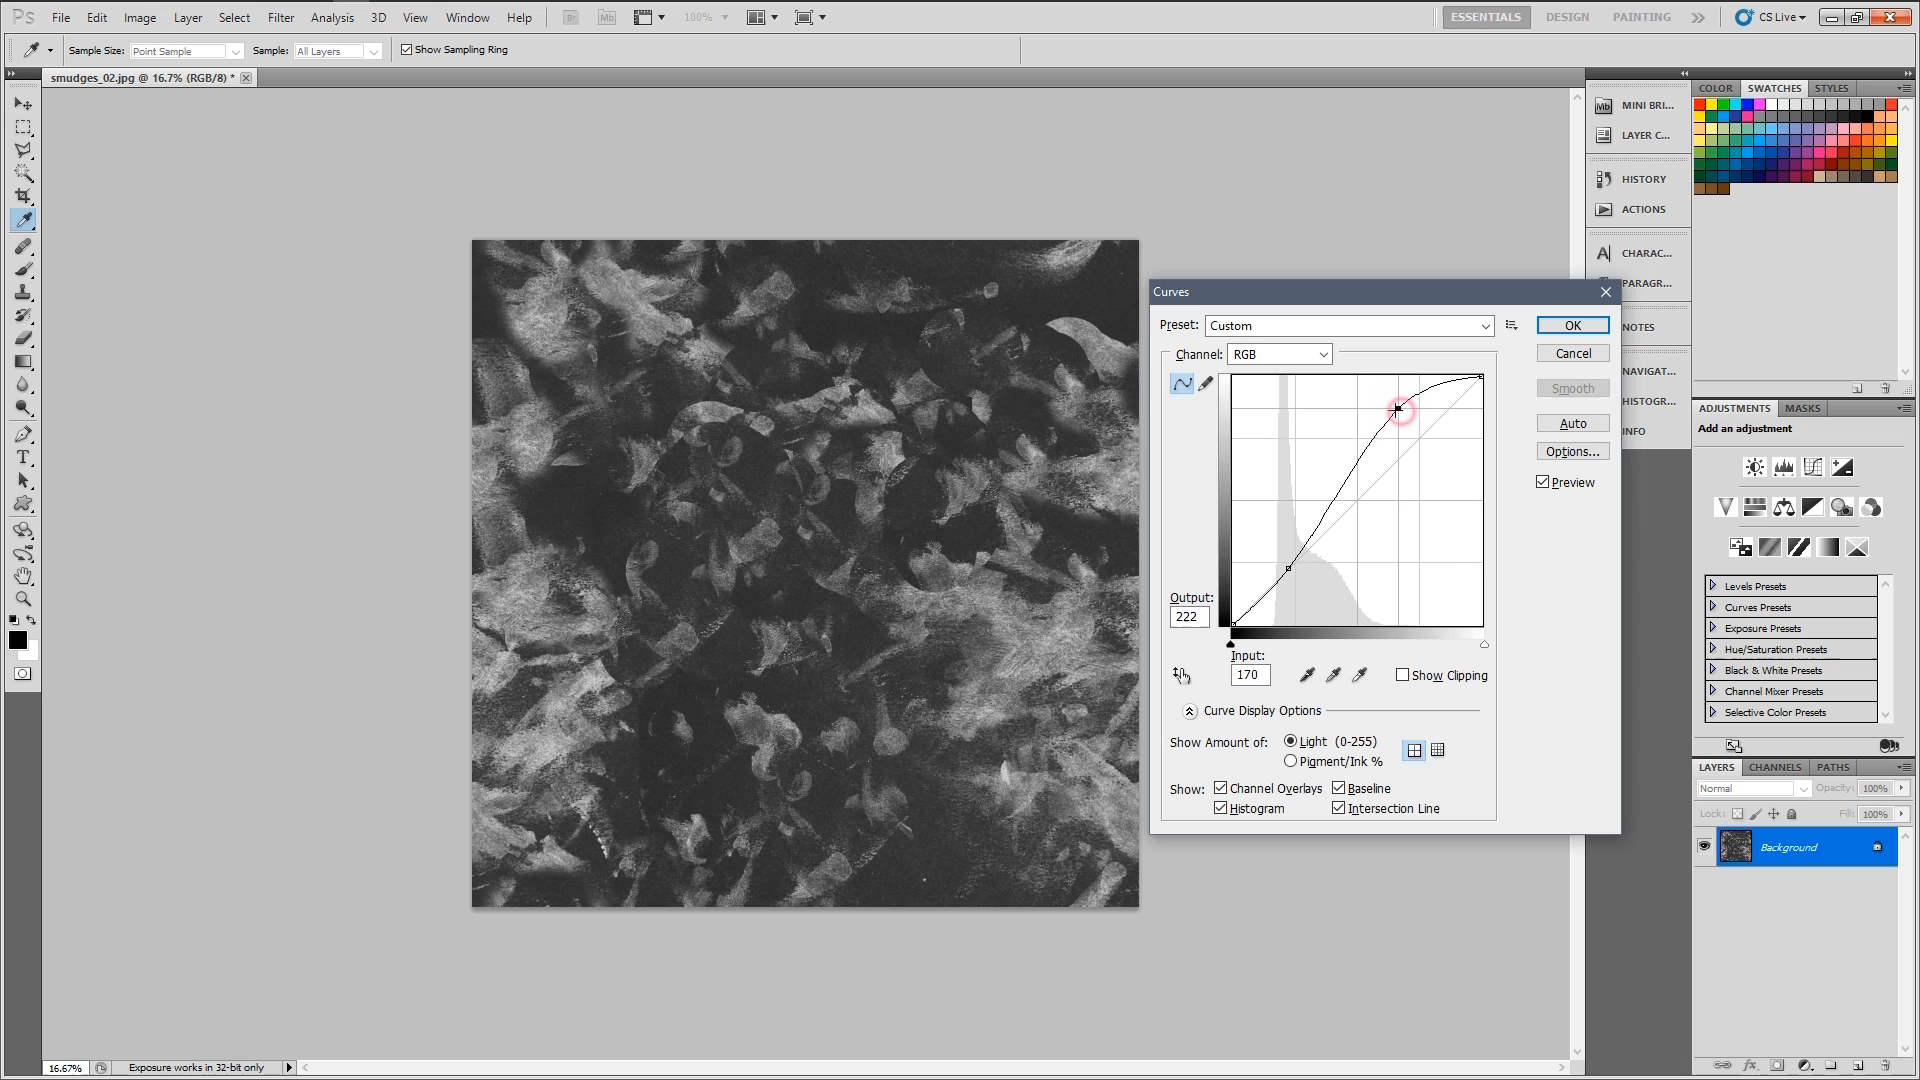 Ps File Edit Image Layer Select Filter Analysis 3D View Window Help Br Mb 100% ESSENTIALS DESIGN PAINTING CS Live
Sample Size: Point Sample Sample: All Layers Show Sampling Ring
smudges_02.jpg @ 16.7% (RGB/8) *
Mb MINI BRI...
LAYER C...
HISTORY
ACTIONS
CHARAC...
PARAGR...
NOTES
NAVIGAT...
HISTOGR...
INFO
Curves
Preset: Custom
Channel: RGB
OK
Cancel
Smooth
Auto
Options...
Preview
Output:
222
Input:
170
Show Clipping
Curve Display Options
Show Amount of: Light (0-255)
Pigment/Ink %
Show: Channel Overlays Baseline
Histogram Intersection Line
COLOR SWATCHES STYLES
ADJUSTMENTS MASKS
Add an adjustment
Levels Presets
Curves Presets
Exposure Presets
Hue/Saturation Presets
Black & White Presets
Channel Mixer Presets
Selective Color Presets
LAYERS CHANNELS PATHS
Normal Opacity: 100%
Lock: Fill: 100%
Background
fx
16.67% Exposure works in 32-bit only